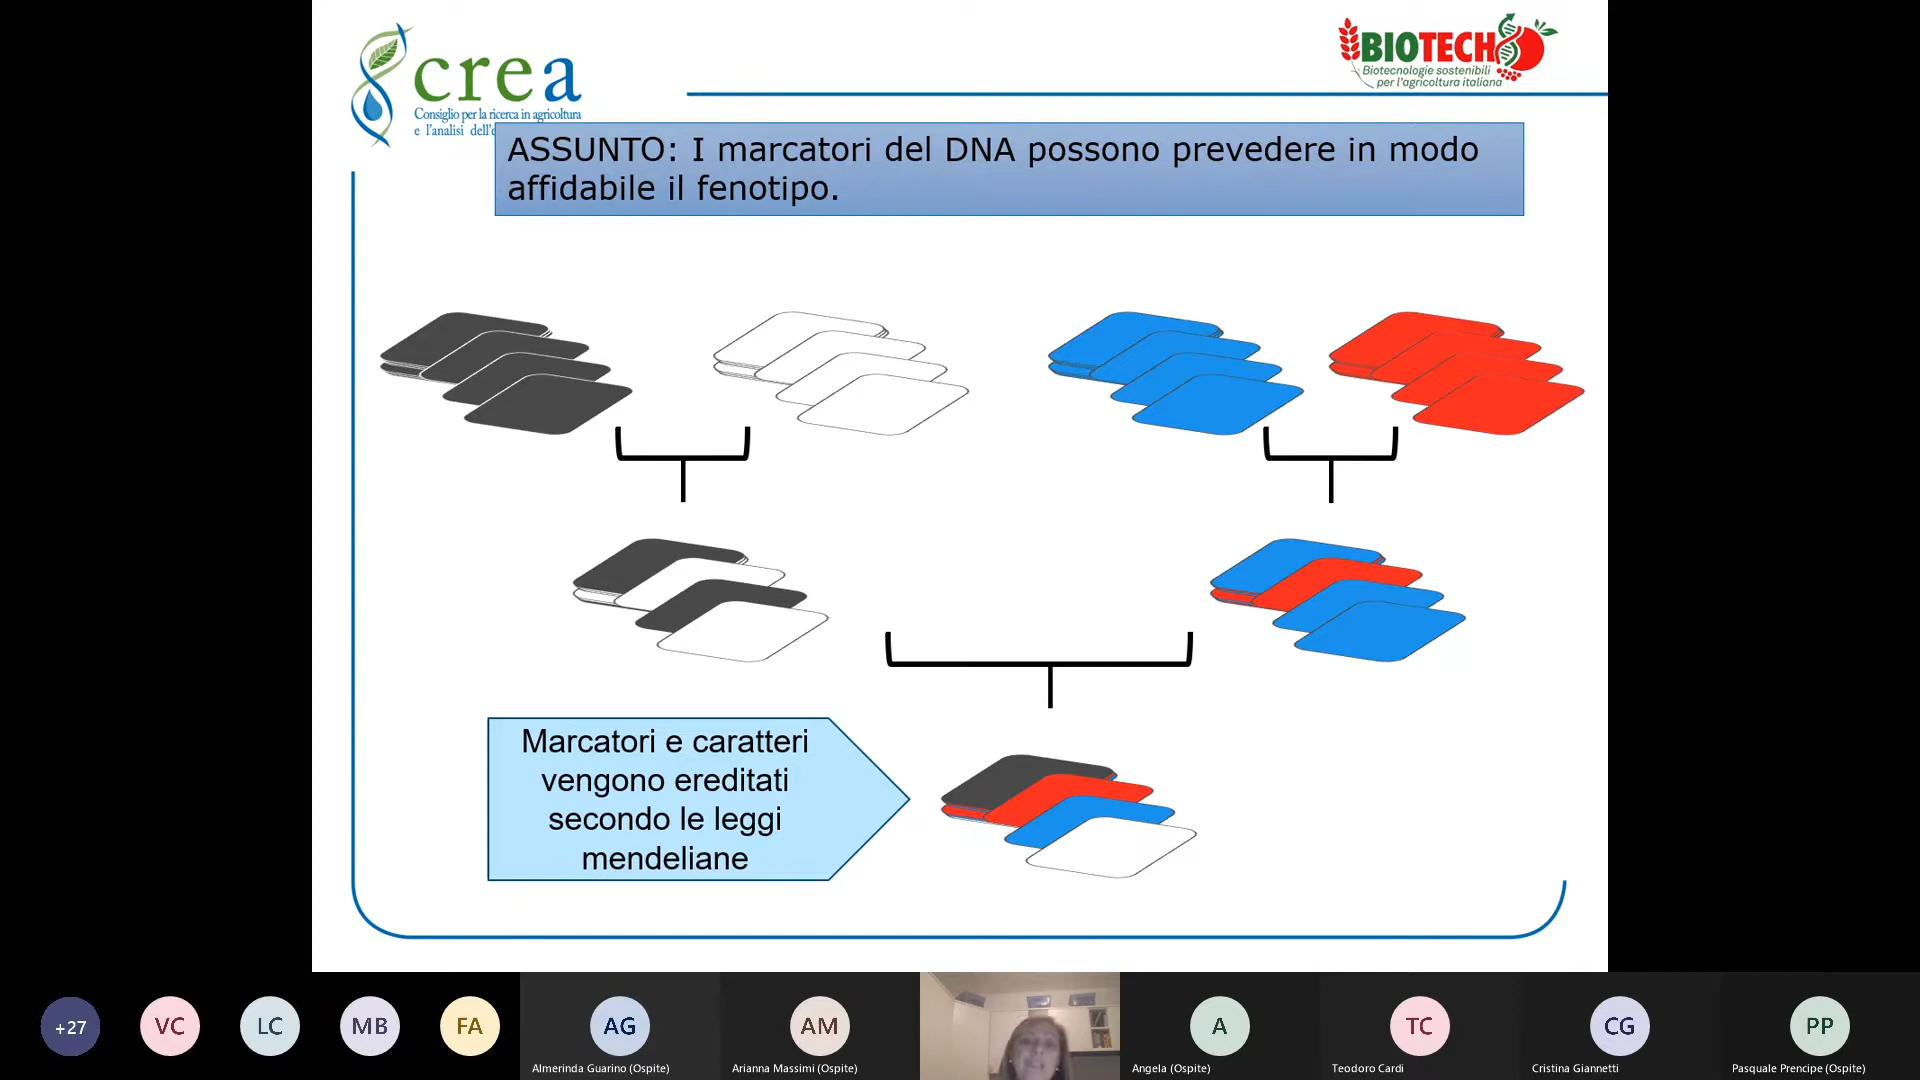 crea
Consiglio per la ricerca in agricoltura
e l'analisi dell'e
BIOTECH
Biotecnologie sostenibili
per l'agricoltura italiana
ASSUNTO: I marcatori del DNA possono prevedere in modo
affidabile il fenotipo.
Marcatori e caratteri
vengono ereditati
secondo le leggi
mendeliane
+27
VC
LC
MB
FA
AG
AM
A
TC
CG
PP
Almerinda Guarino (Ospite)
Arianna Massimi (Ospite)
Angela (Ospite)
Teodoro Cardi
Cristina Giannetti
Pasquale Prencipe (Ospite)